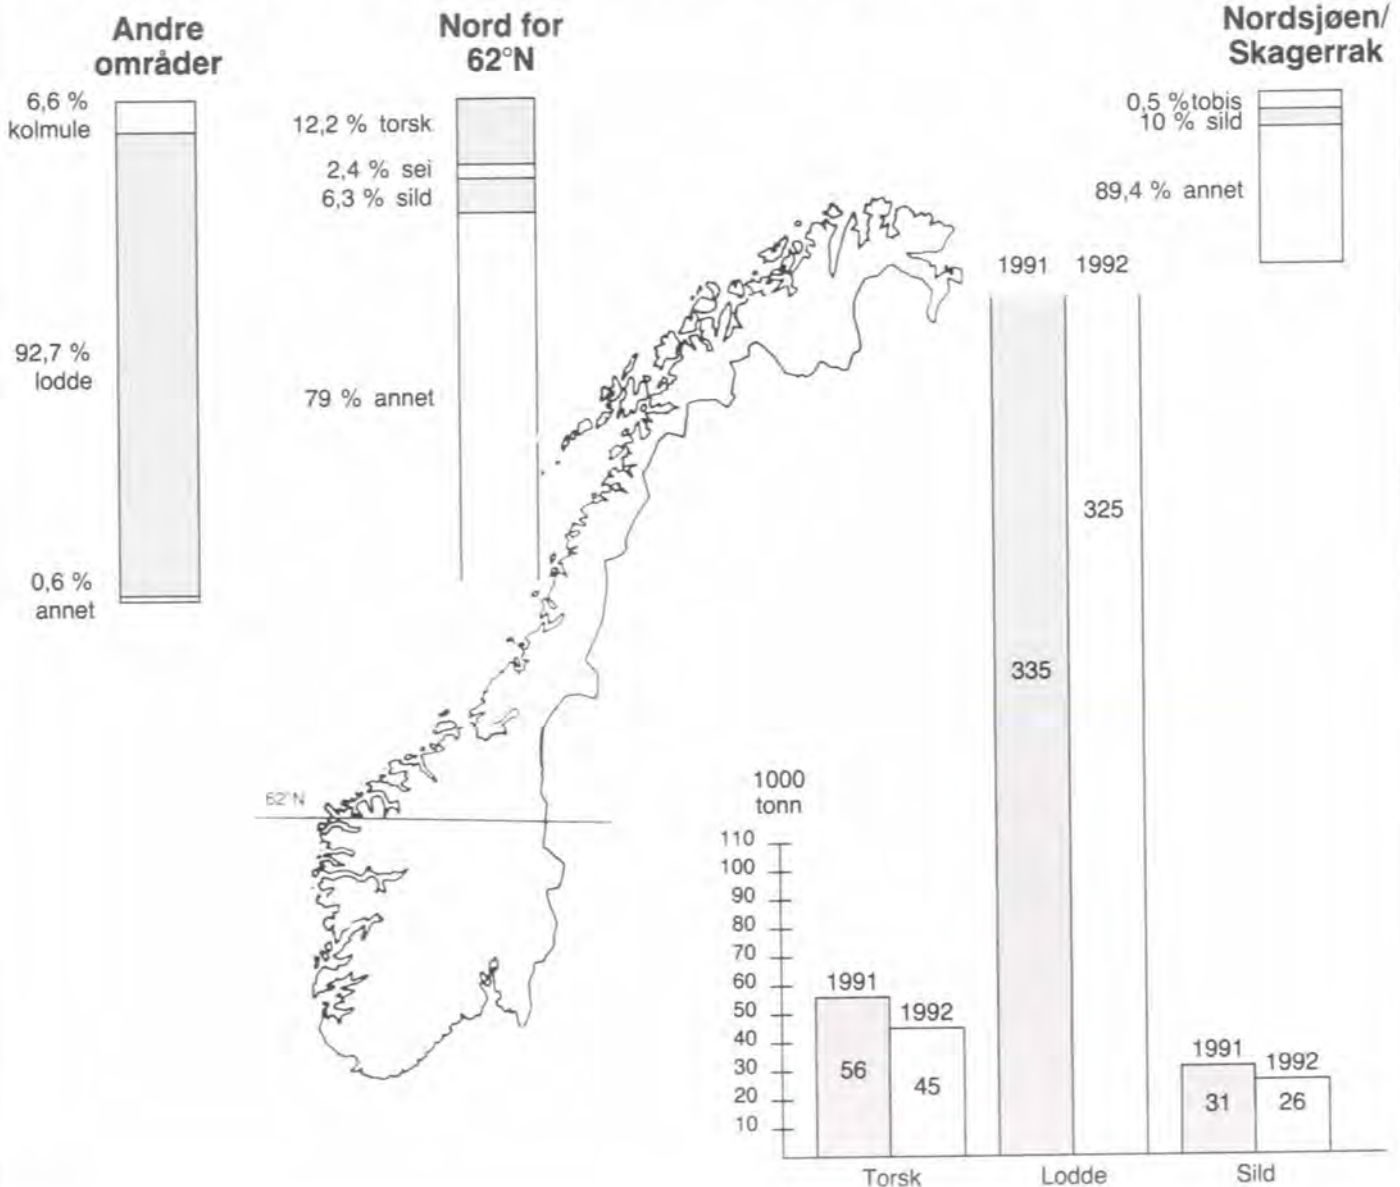 Andre
områder
6,6 %
kolmule
92,7 %
lodde
0,6 %
annet
Nord for
62°N
12,2 % torsk
2,4 % sei
6,3 % sild
79 % annet
Nordsjøen/
Skagerrak
0,5 % tobis
10 % sild
89,4 % annet
62°N
1000
tonn
110
100
90
80
70
60
50
40
30
20
10
1991
1992
56
45
Torsk
1991 1992
335
325
Lodde
1991
1992
31
26
Sild